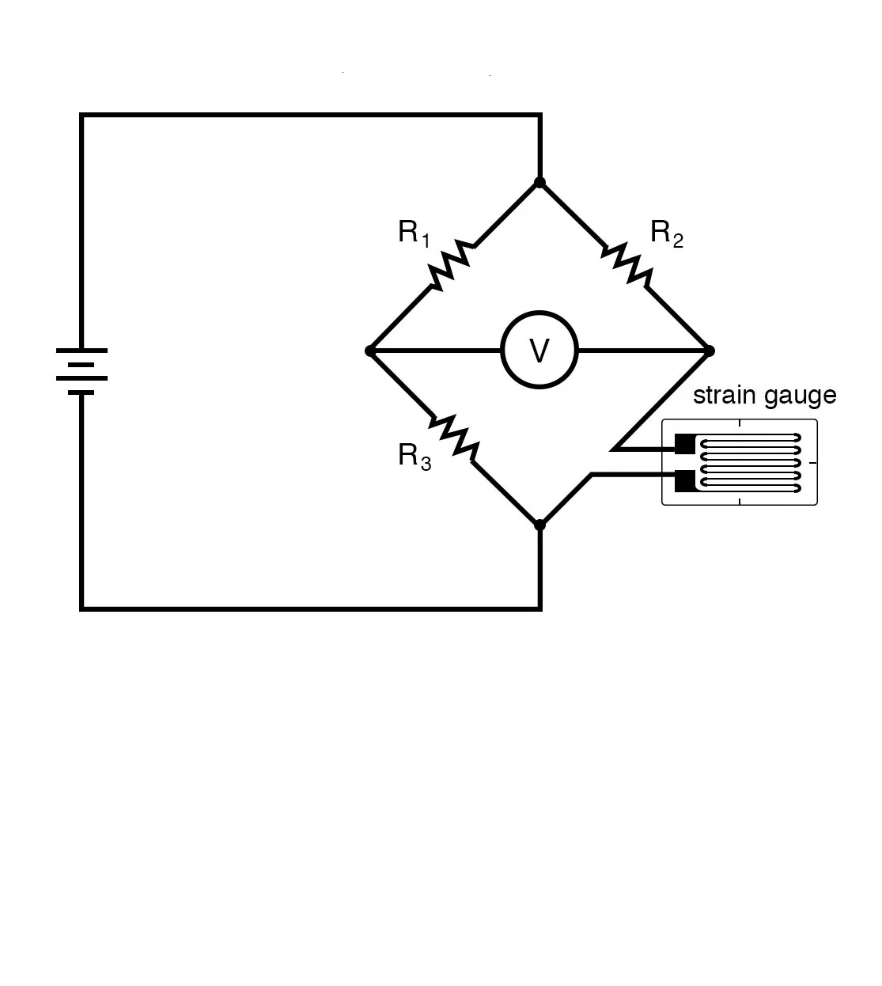 R₁
R₂
V
strain gauge
R₃